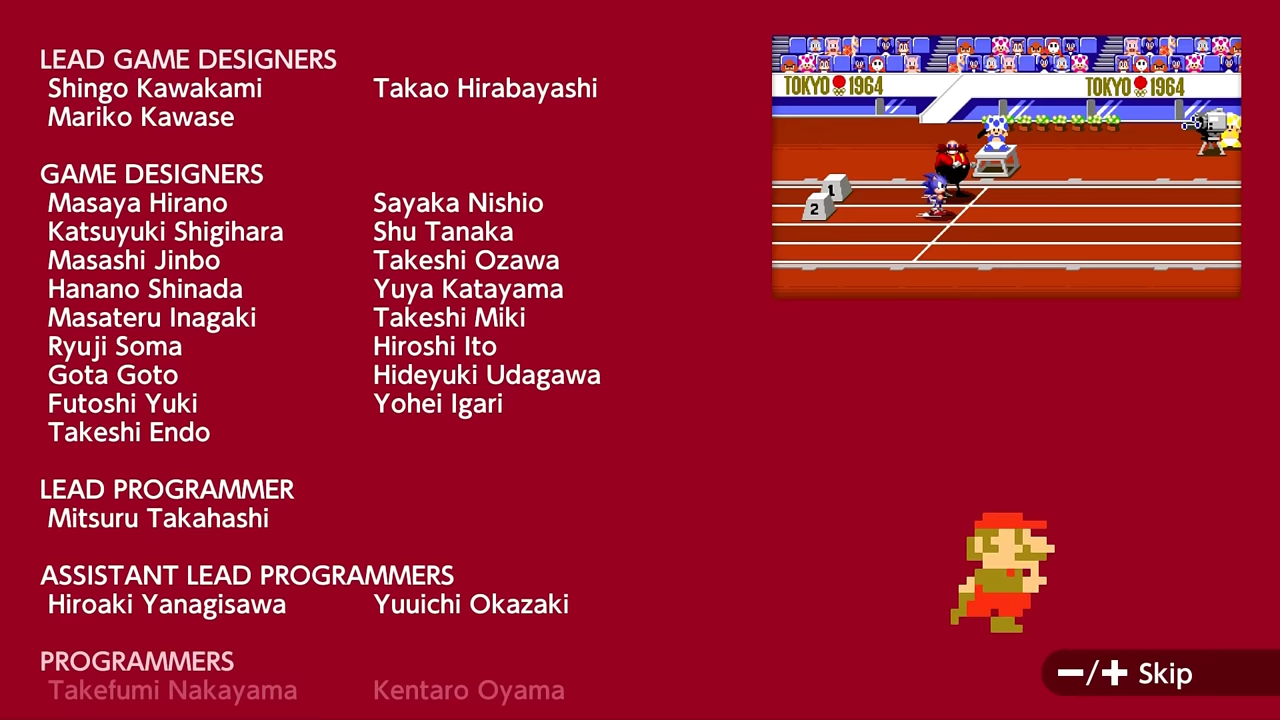 LEAD GAME DESIGNERS
Shingo Kawakami Takao Hirabayashi
Mariko Kawase
GAME DESIGNERS
Masaya Hirano Sayaka Nishio
Katsuyuki Shigihara Shu Tanaka
Masashi Jinbo Takeshi Ozawa
Hanano Shinada Yuya Katayama
Masateru Inagaki Takeshi Miki
Ryuji Soma Hiroshi Ito
Gota Goto Hideyuki Udagawa
Futoshi Yuki Yohei Igari
Takeshi Endo
LEAD PROGRAMMER
Mitsuru Takahashi
ASSISTANT LEAD PROGRAMMERS
Hiroaki Yanagisawa Yuuichi Okazaki
PROGRAMMERS
Takefumi Nakayama Kentaro Oyama
TOKYO 1964 TOKYO 1964
1
2
−/+ Skip